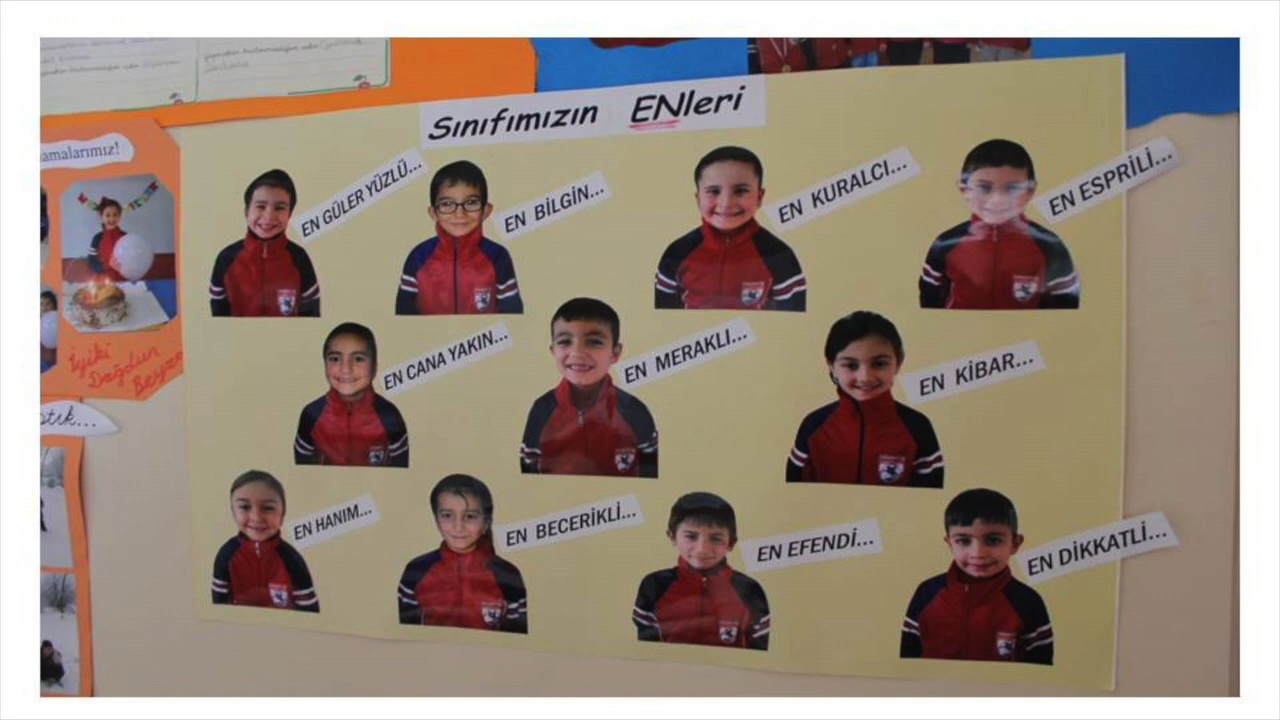 Sınıfımızın ENleri
amalarımız!
EN GÜLER YÜZLÜ...
EN BİLGİN...
EN KURALCI...
EN ESPRİLİ...
EN CANA YAKIN...
EN MERAKLI...
EN KİBAR...
İyiki
Doğdun
EN HANIM...
EN BECERİKLİ...
EN EFENDİ...
EN DİKKATLİ...